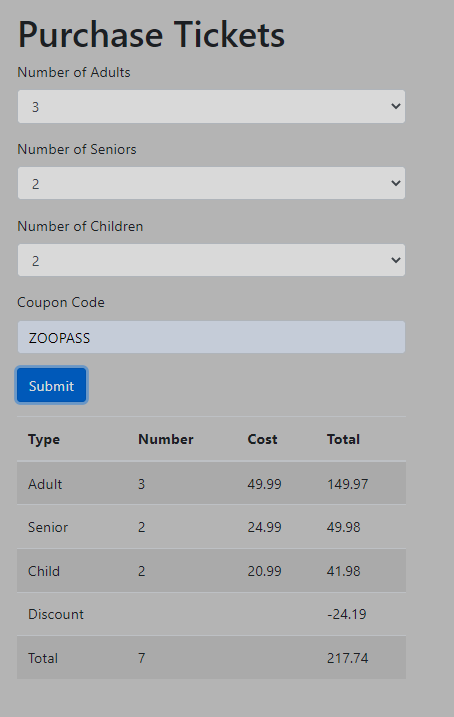 Purchase Tickets
Number of Adults
3
Number of Seniors
2
Number of Children
2
Coupon Code
ZOOPASS
Submit
Type Number Cost Total
Adult 3 49.99 149.97
Senior 2 24.99 49.98
Child 2 20.99 41.98
Discount -24.19
Total 7 217.74